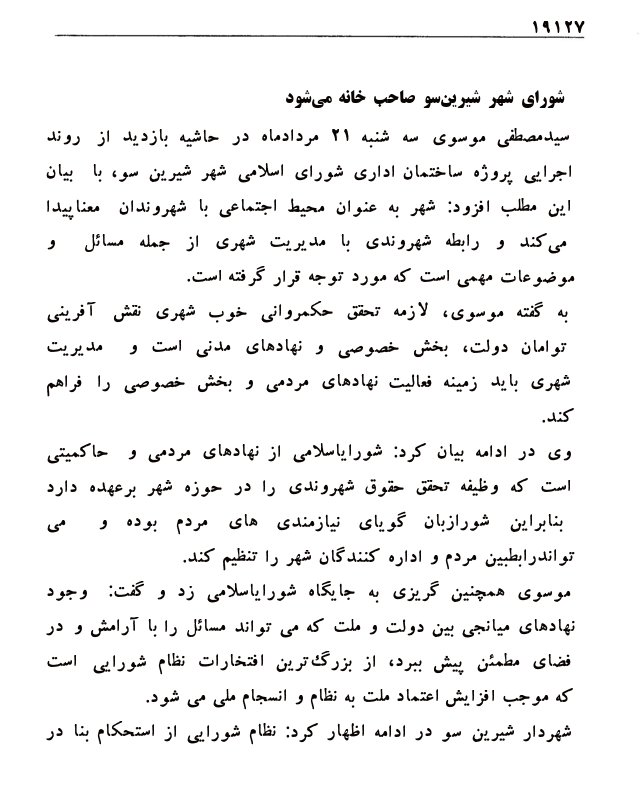 ۱۹۱۲۷
شورای شهر شیرین‌سو صاحب خانه می‌شود
سیدمصطفی موسوی سه شنبه ۲۱ مردادماه در حاشیه بازدید از روند
اجرایی پروژه ساختمان اداری شورای اسلامی شهر شیرین سو، با بیان
این مطلب افزود: شهر به عنوان محیط اجتماعی با شهروندان معناپیدا
می‌کند و رابطه شهروندی با مدیریت شهری از جمله مسائل و
موضوعات مهمی است که مورد توجه قرار گرفته است.
به گفته موسوی، لازمه تحقق حکمروانی خوب شهری نقش آفرینی
توامان دولت، بخش خصوصی و نهادهای مدنی است و مدیریت
شهری باید زمینه فعالیت نهادهای مردمی و بخش خصوصی را فراهم
کند.
وی در ادامه بیان کرد: شورایاسلامی از نهادهای مردمی و حاکمیتی
است که وظیفه تحقق حقوق شهروندی را در حوزه شهر برعهده دارد
بنابراین شورازبان گویای نیازمندی های مردم بوده و می
تواندرابطبین مردم و اداره کنندگان شهر را تنظیم کند.
موسوی همچنین گریزی به جایگاه شورایاسلامی زد و گفت: وجود
نهادهای میانجی بین دولت و ملت که می تواند مسائل را با آرامش و در
فضای مطمئن پیش ببرد، از بزرگ‌ترین افتخارات نظام شورایی است
که موجب افزایش اعتماد ملت به نظام و انسجام ملی می شود.
شهردار شیرین سو در ادامه اظهار کرد: نظام شورایی از استحکام بنا در